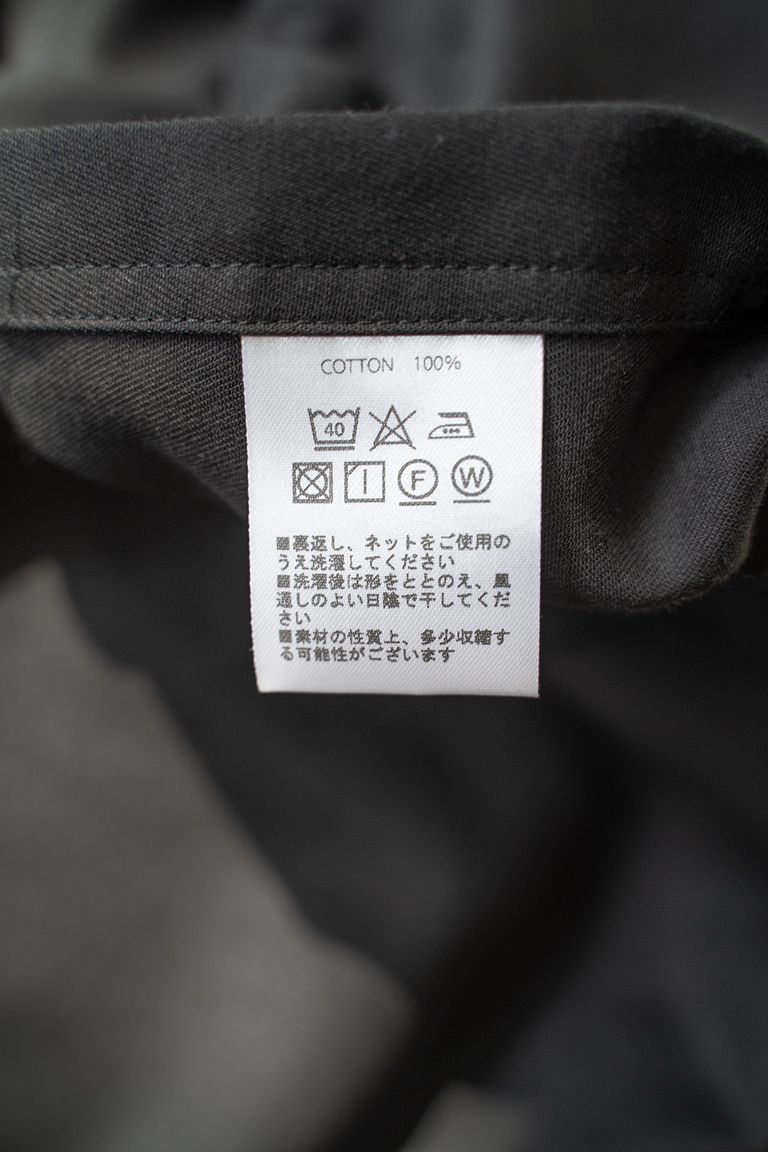 COTTON 100%
40
F W
■裏返し、ネットをご使用の
うえ洗濯してください
■洗濯後は形をととのえ、風
通しのよい日陰で干してくだ
さい
■素材の性質上、多少収縮す
る可能性がございます